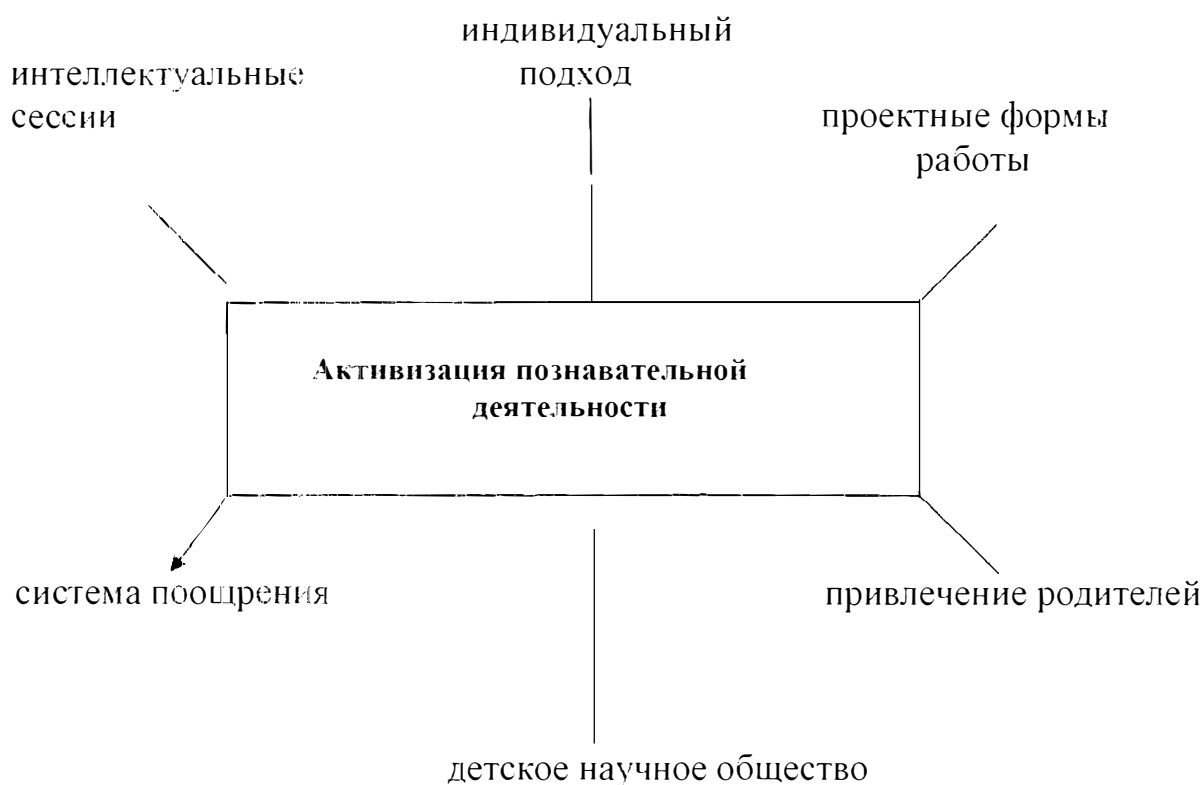 индивидуальный
подход
интеллектуальные
сессии
проектные формы
работы
Активизация познавательной
деятельности
система поощрения
привлечение родителей
детское научное общество